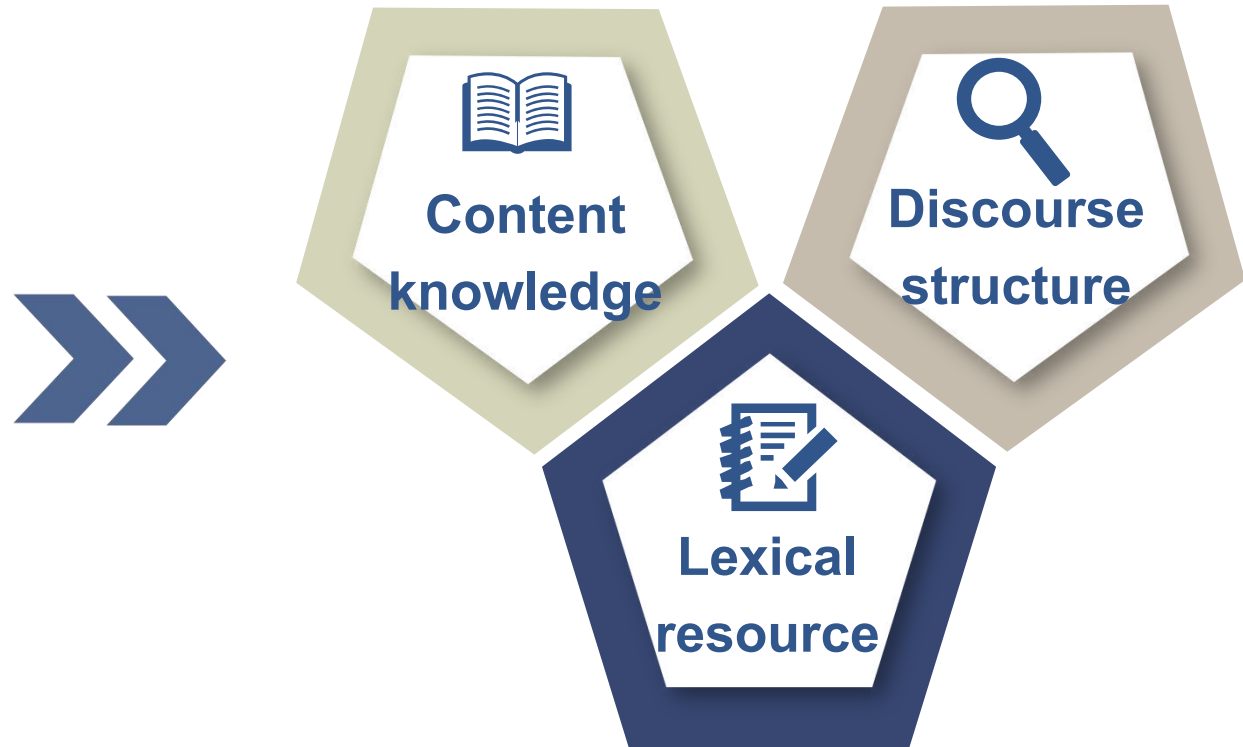 Content
knowledge
Discourse
structure
Lexical
resource